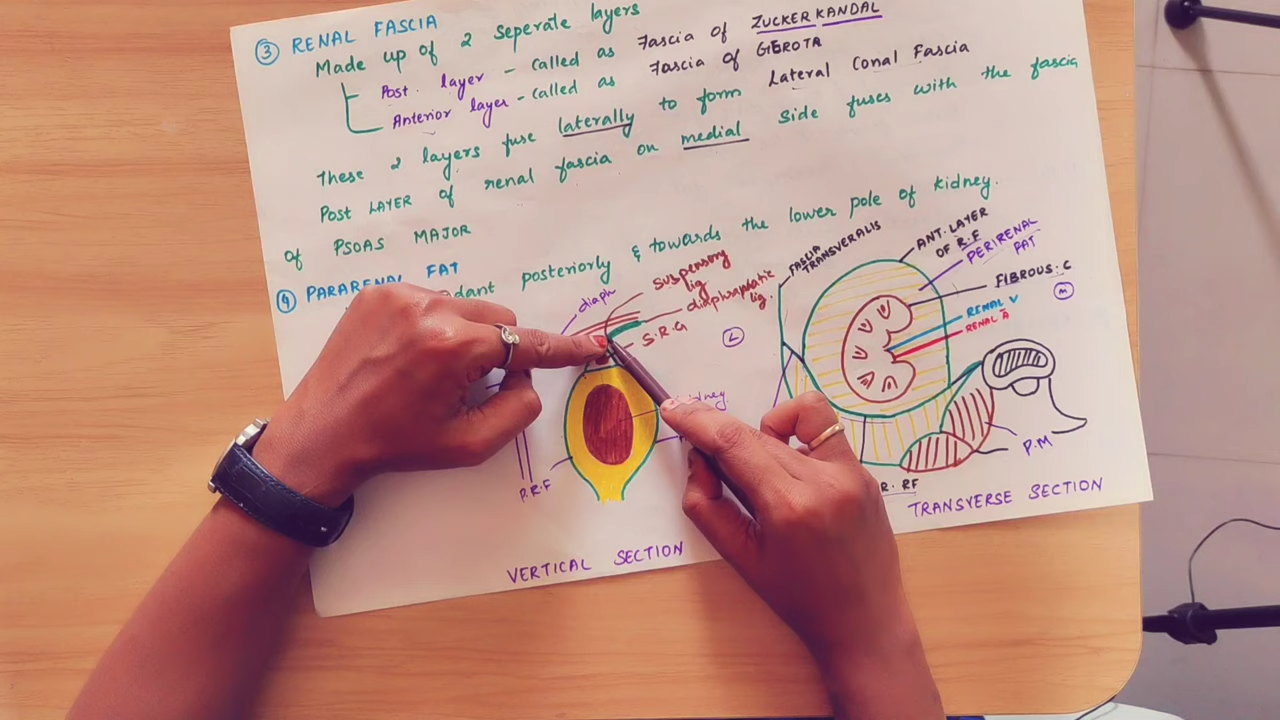 ③ RENAL FASCIA
Made up of 2 seperate layers
Post. layer - called as Fascia of ZUCKERKANDAL
Anterior layer - called as Fascia of GEROTA
These 2 layers fuse laterally to form Lateral Conal Fascia
Post LAYER of renal fascia on medial side fuses with the fascia
of PSOAS MAJOR
④ PARARENAL FAT
posteriorly & towards the lower pole of kidney.
diaph
suspensory
lig
diaphragmatic
lig.
S.R.G
L
P.R.F
VERTICAL SECTION
FASCIA
TRANSVERALIS
ANT. LAYER
OF R.F
PERIRENAL
FAT
FIBROUS. C
M
RENAL V
RENAL A
P.M
R. RF
TRANSVERSE SECTION